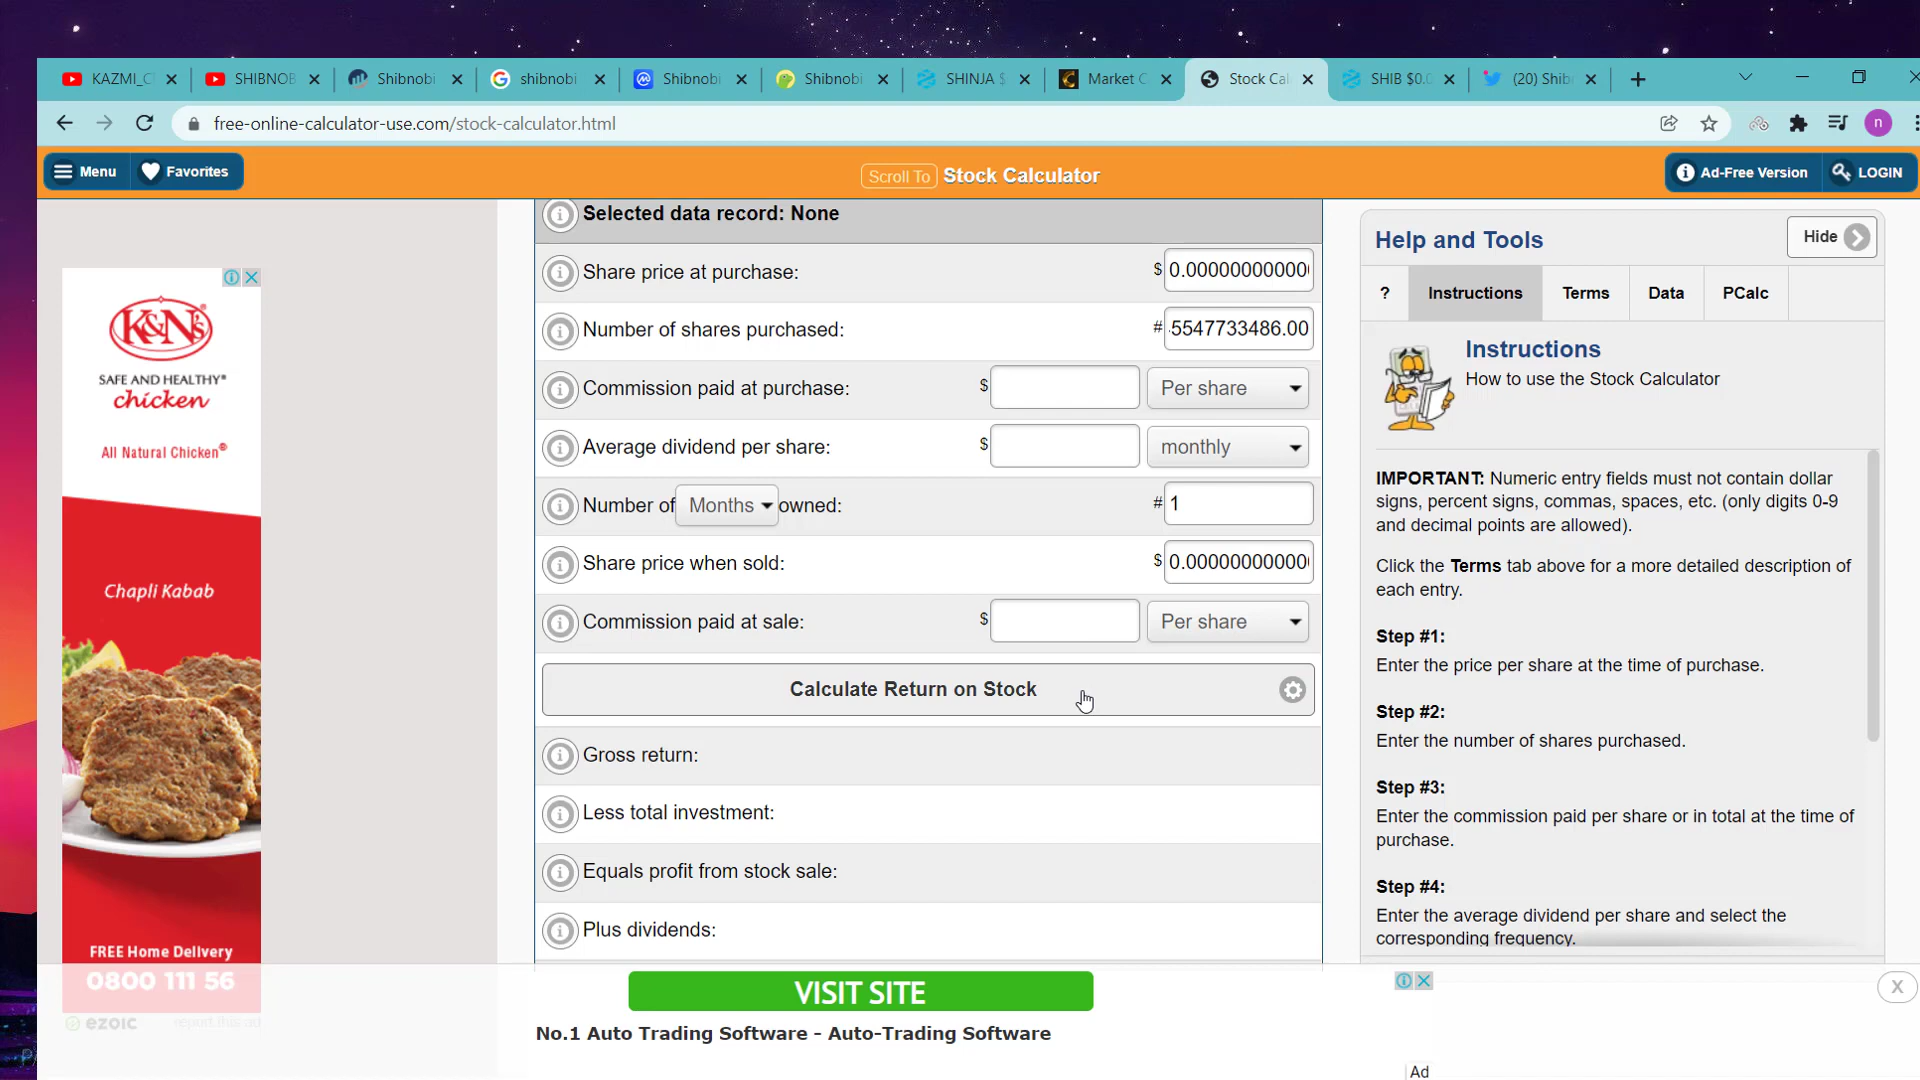 KAZMI_C
SHIBNOB
Shibnobi
shibnobi
Shibnobi
Shibnobi
SHINJA $
Market C
Stock Cal
SHIB $0.0
(20) Shib
free-online-calculator-use.com/stock-calculator.html
n
Menu
Favorites
Scroll To Stock Calculator
Ad-Free Version
LOGIN
Selected data record: None
Share price at purchase: $ 0.000000000000
Number of shares purchased: # 5547733486.00
Commission paid at purchase: $ Per share
Average dividend per share: $ monthly
Number of Months owned: # 1
Share price when sold: $ 0.000000000000
Commission paid at sale: $ Per share
Calculate Return on Stock
Gross return:
Less total investment:
Equals profit from stock sale:
Plus dividends:
Help and Tools
Hide
? Instructions Terms Data PCalc
Instructions
How to use the Stock Calculator
IMPORTANT: Numeric entry fields must not contain dollar
signs, percent signs, commas, spaces, etc. (only digits 0-9
and decimal points are allowed).
Click the Terms tab above for a more detailed description of
each entry.
Step #1:
Enter the price per share at the time of purchase.
Step #2:
Enter the number of shares purchased.
Step #3:
Enter the commission paid per share or in total at the time of
purchase.
Step #4:
Enter the average dividend per share and select the
corresponding frequency.
K&N's
SAFE AND HEALTHY*
chicken
All Natural Chicken®
Chapli Kabab
FREE Home Delivery
0800 111 56
ezoic
report this ad
VISIT SITE
No.1 Auto Trading Software - Auto-Trading Software
X
Ad